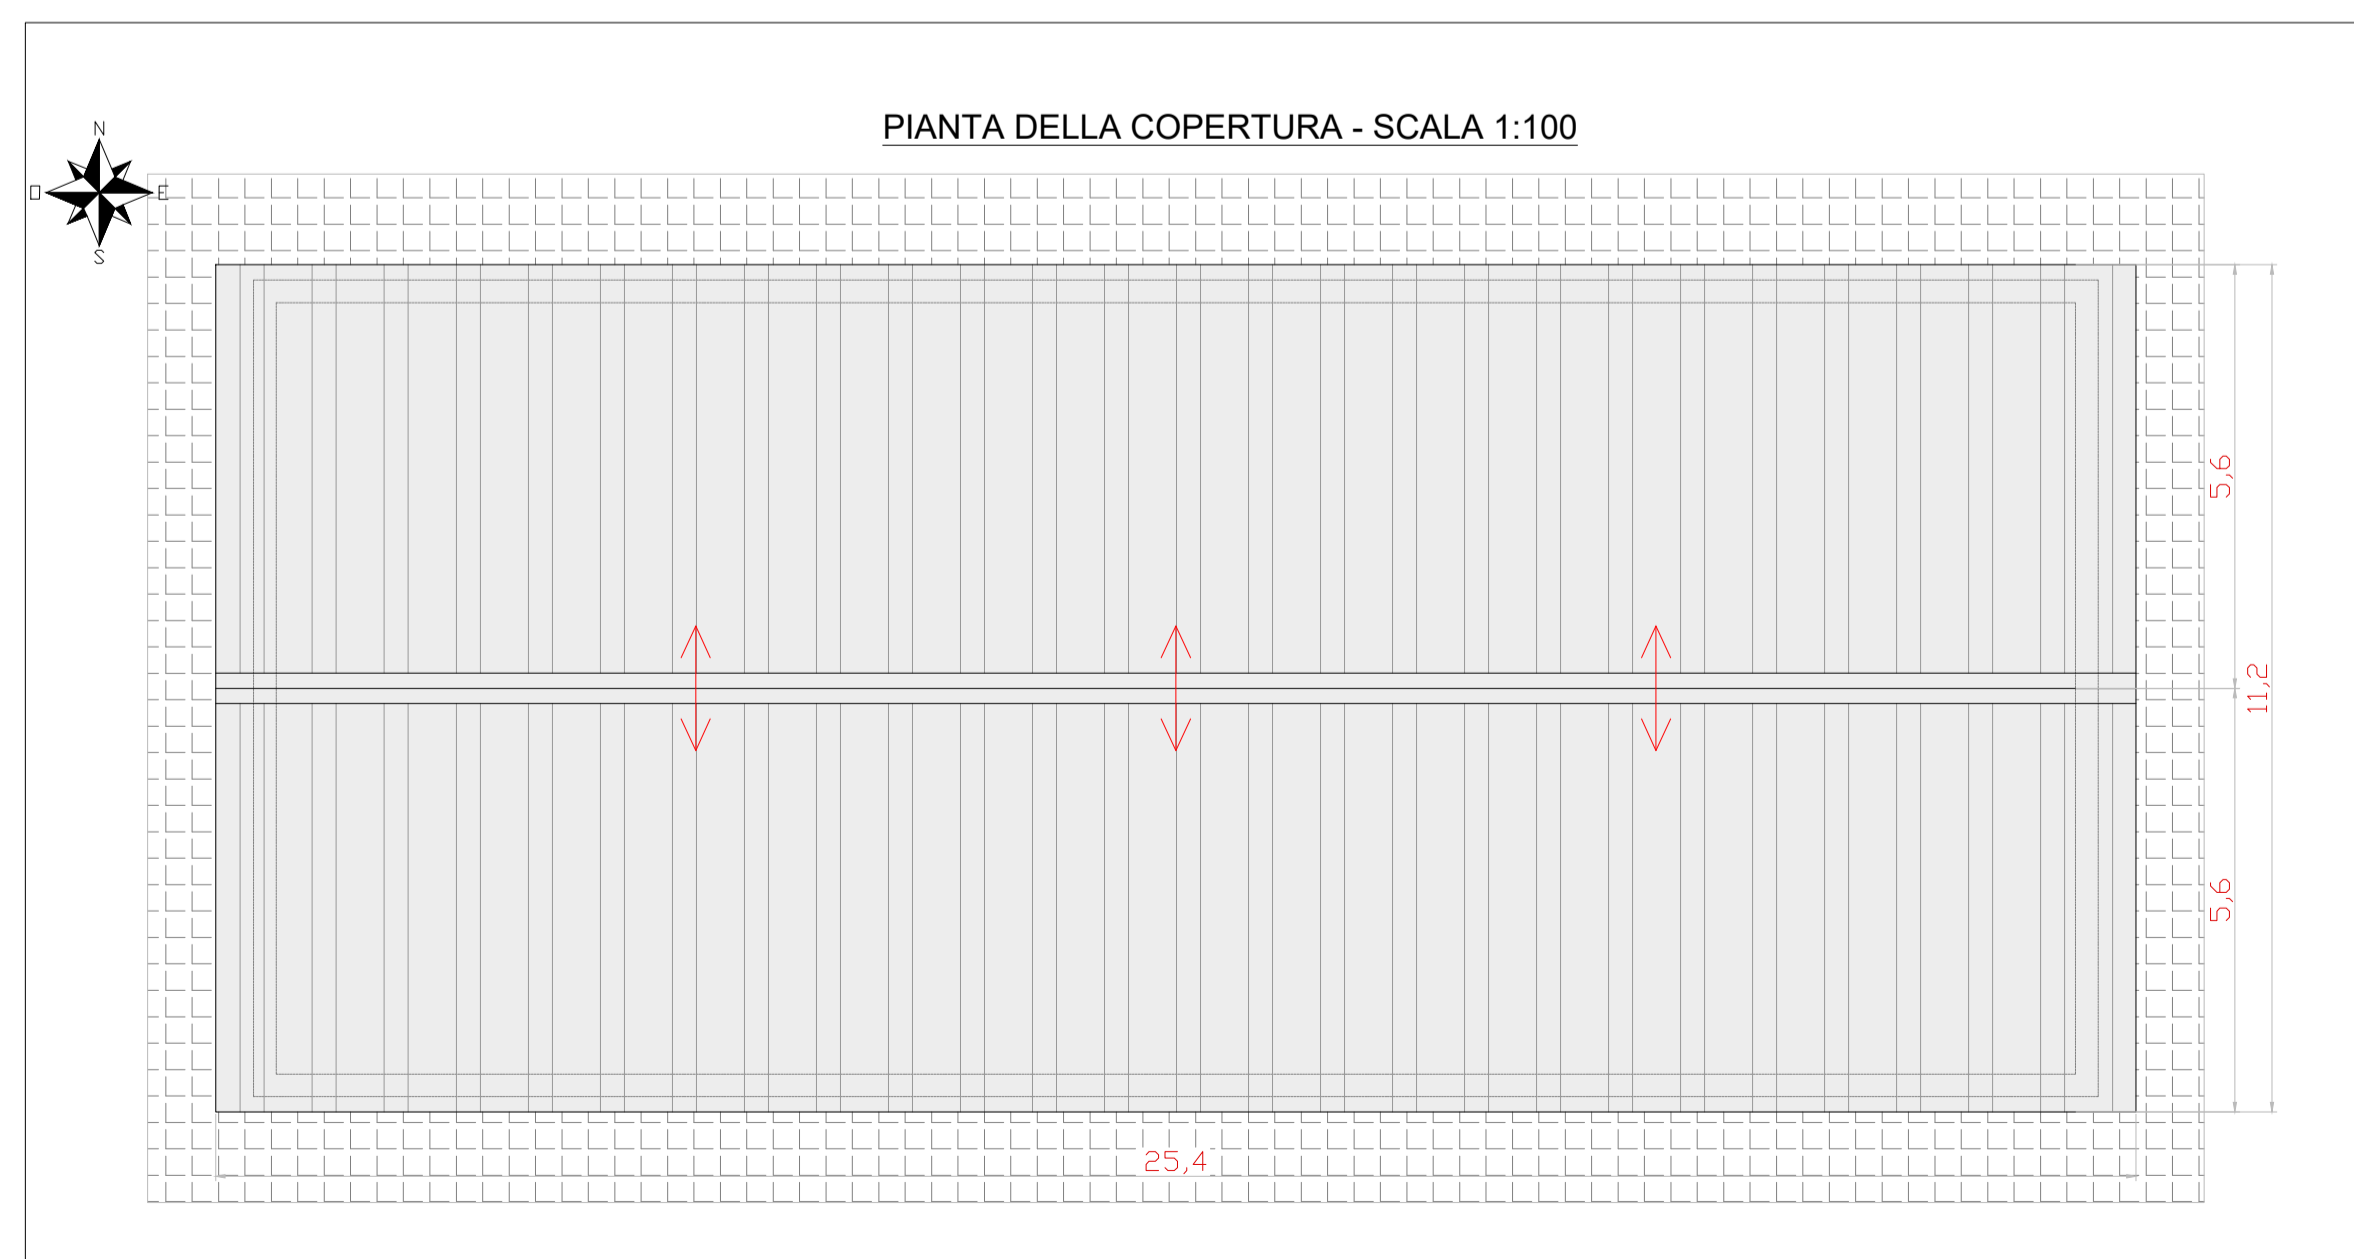 PIANTA DELLA COPERTURA - SCALA 1:100
N
O E
S
5,6
11,2
5,6
25,4